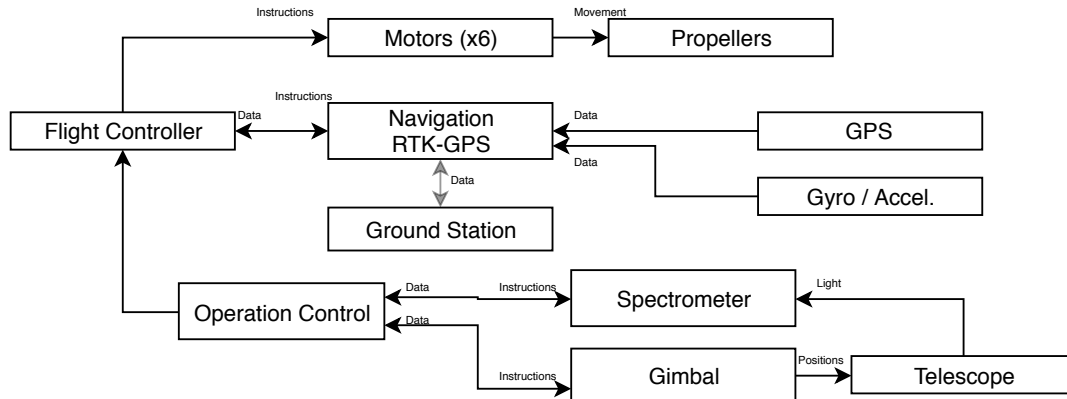 Instructions
Movement
Motors (x6)
Propellers
Instructions
Data
Flight Controller
Navigation
RTK-GPS
Data
GPS
Data
Data
Gyro / Accel.
Ground Station
Data
Instructions
Light
Operation Control
Spectrometer
Data
Instructions
Gimbal
Positions
Telescope